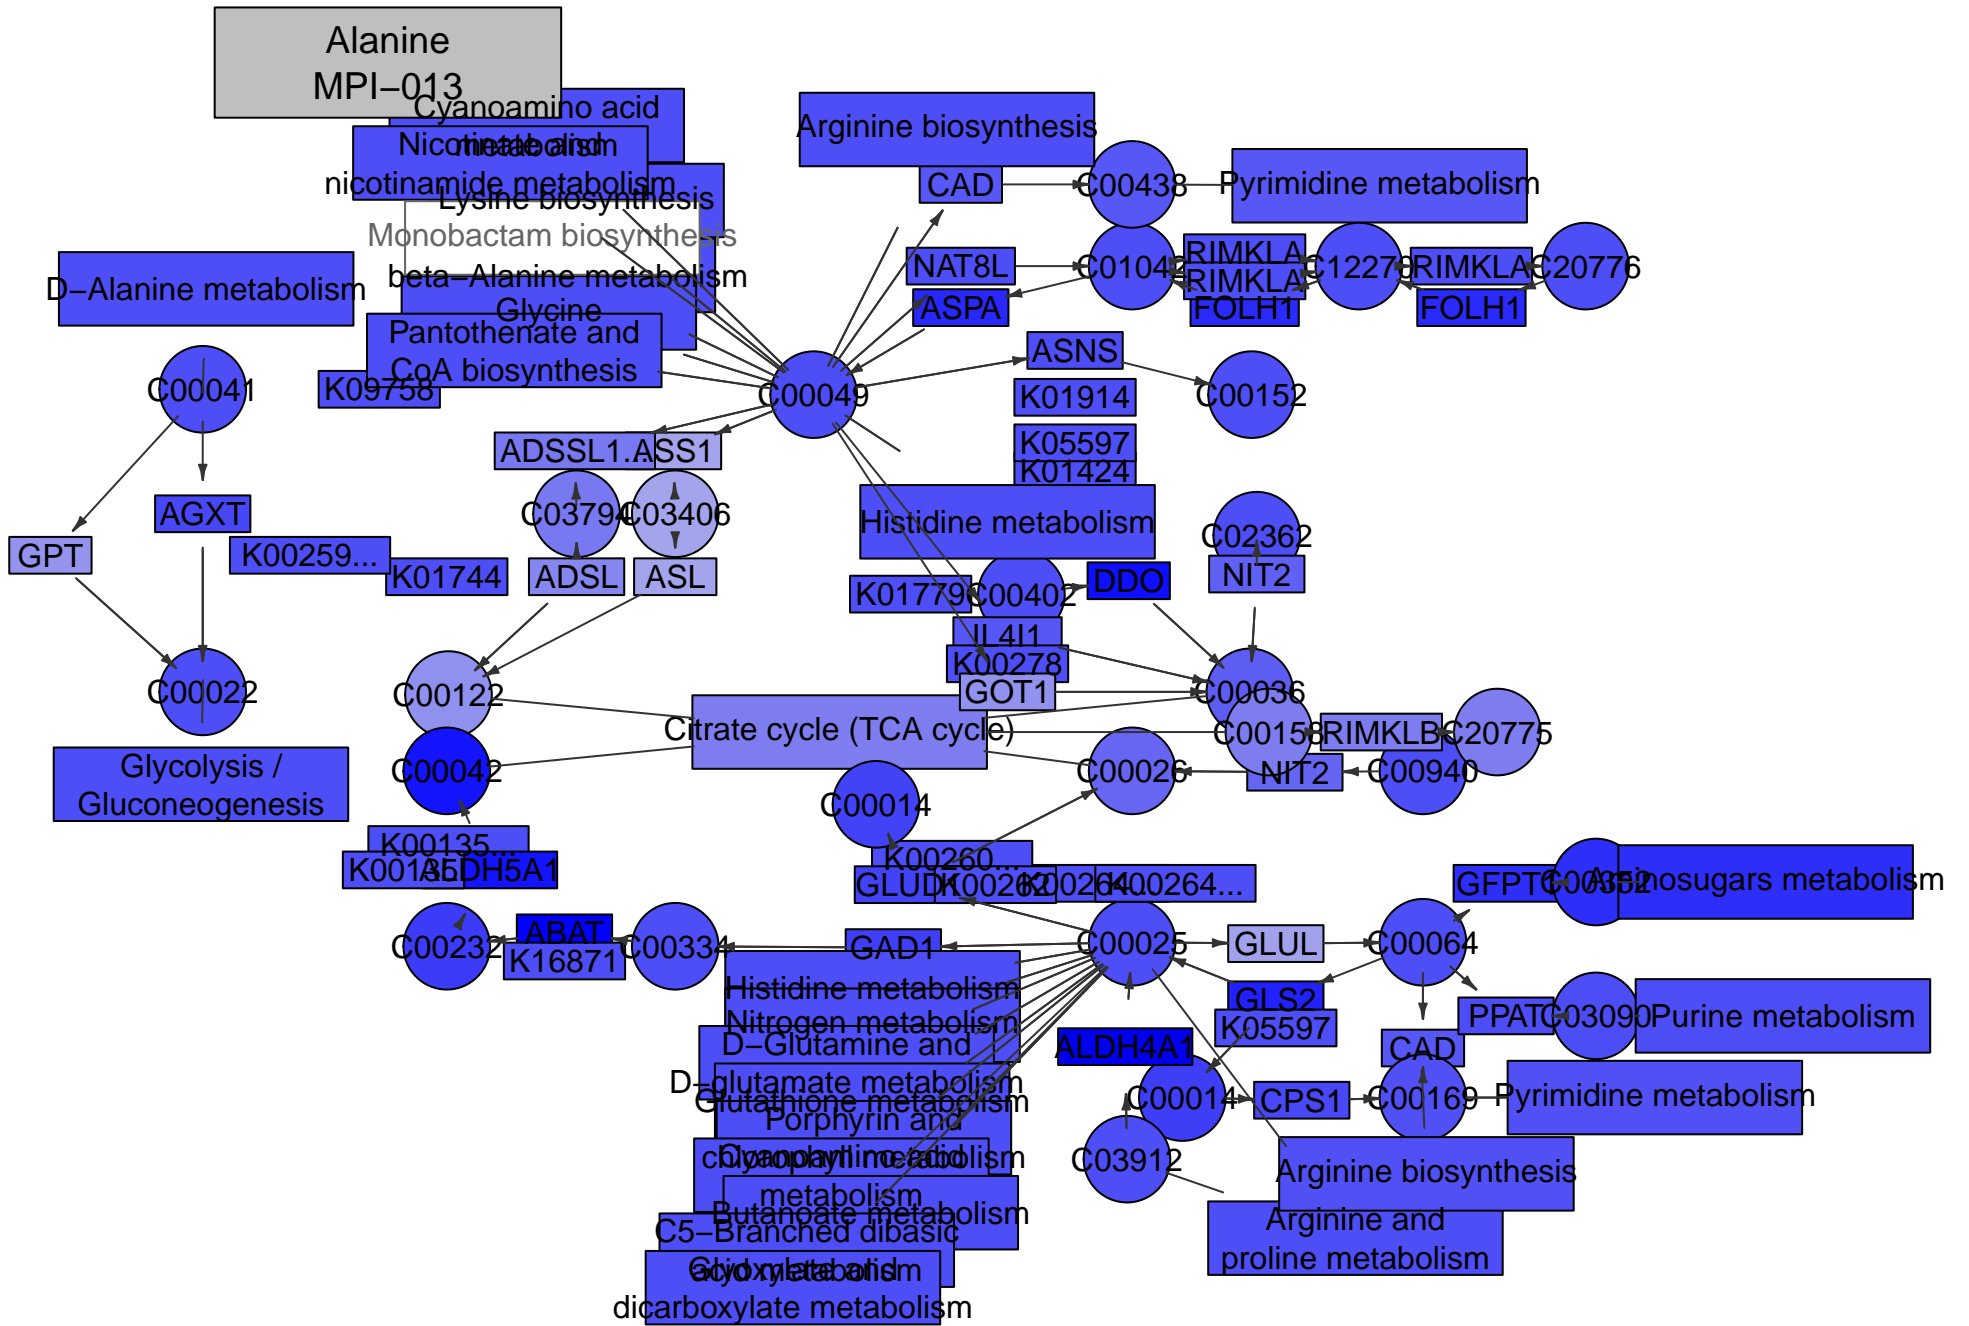 Alanine
MPI−013
Cyanoamino acid
metabolism
Nicotinate and
nicotinamide metabolism
Lysine biosynthesis
Monobactam biosynthesis
beta−Alanine metabolism
Glycine
Pantothenate and
CoA biosynthesis
D−Alanine metabolism
Arginine biosynthesis
CAD
C00438
Pyrimidine metabolism
NAT8L
ASPA
RIMKLA
RIMKLA
FOLH1
C12270
RIMKLA
FOLH1
C20776
C00041
K09758
C00049
ASNS
K01914
K05597
K01424
C00152
ADSSL1...
ASS1
C03794
C03406
ADSL
ASL
AGXT
GPT
K00259...
K01744
Histidine metabolism
K01779
C00402
DDO
C02362
NIT2
IL4I1
K00278
GOT1
C00022
C00122
C00036
Citrate cycle (TCA cycle)
C00158
RIMKLB
C20775
C00042
C00026
NIT2
C00940
Glycolysis /
Gluconeogenesis
C00014
K00135...
K00135
ALDH5A1
K00260...
GLUD1
K00262
K00264...
K00264...
GFPT1
C00352
Aminosugars metabolism
C00232
ABAT
K16871
C00334
GAD1
C00025
GLUL
C00064
GLS2
K05597
PPAT
C03090
Purine metabolism
Histidine metabolism
Nitrogen metabolism
D−Glutamine and
D−glutamate metabolism
Glutathione metabolism
Porphyrin and
chlorophyll metabolism
Cyanoamino acid
metabolism
Butanoate metabolism
C5−Branched dibasic
acid metabolism
Glyoxylate and
dicarboxylate metabolism
ALDH4A1
CAD
C00014
CPS1
C00169
Pyrimidine metabolism
C03912
Arginine biosynthesis
Arginine and
proline metabolism